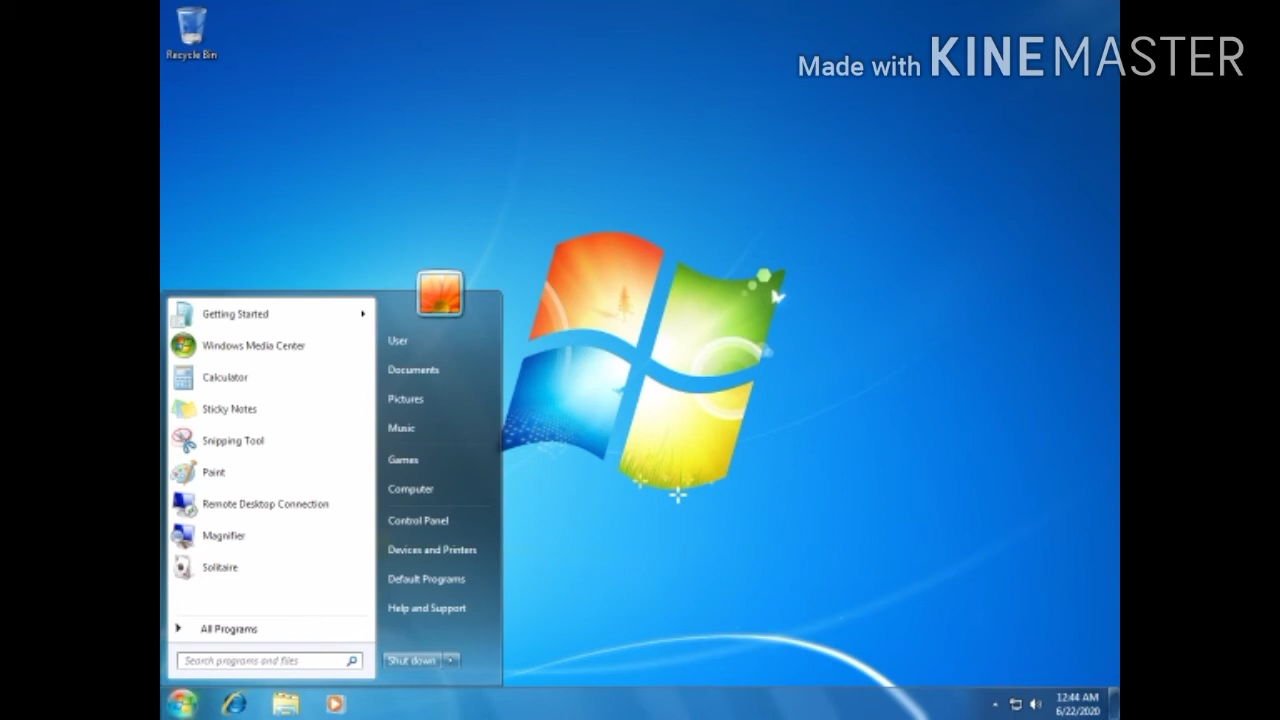 Recycle Bin
Made with KINEMASTER
Getting Started
Windows Media Center
Calculator
Sticky Notes
Snipping Tool
Paint
Remote Desktop Connection
Magnifier
Solitaire
All Programs
Search programs and files
User
Documents
Pictures
Music
Games
Computer
Control Panel
Devices and Printers
Default Programs
Help and Support
Shut down
12:44 AM
6/22/2020